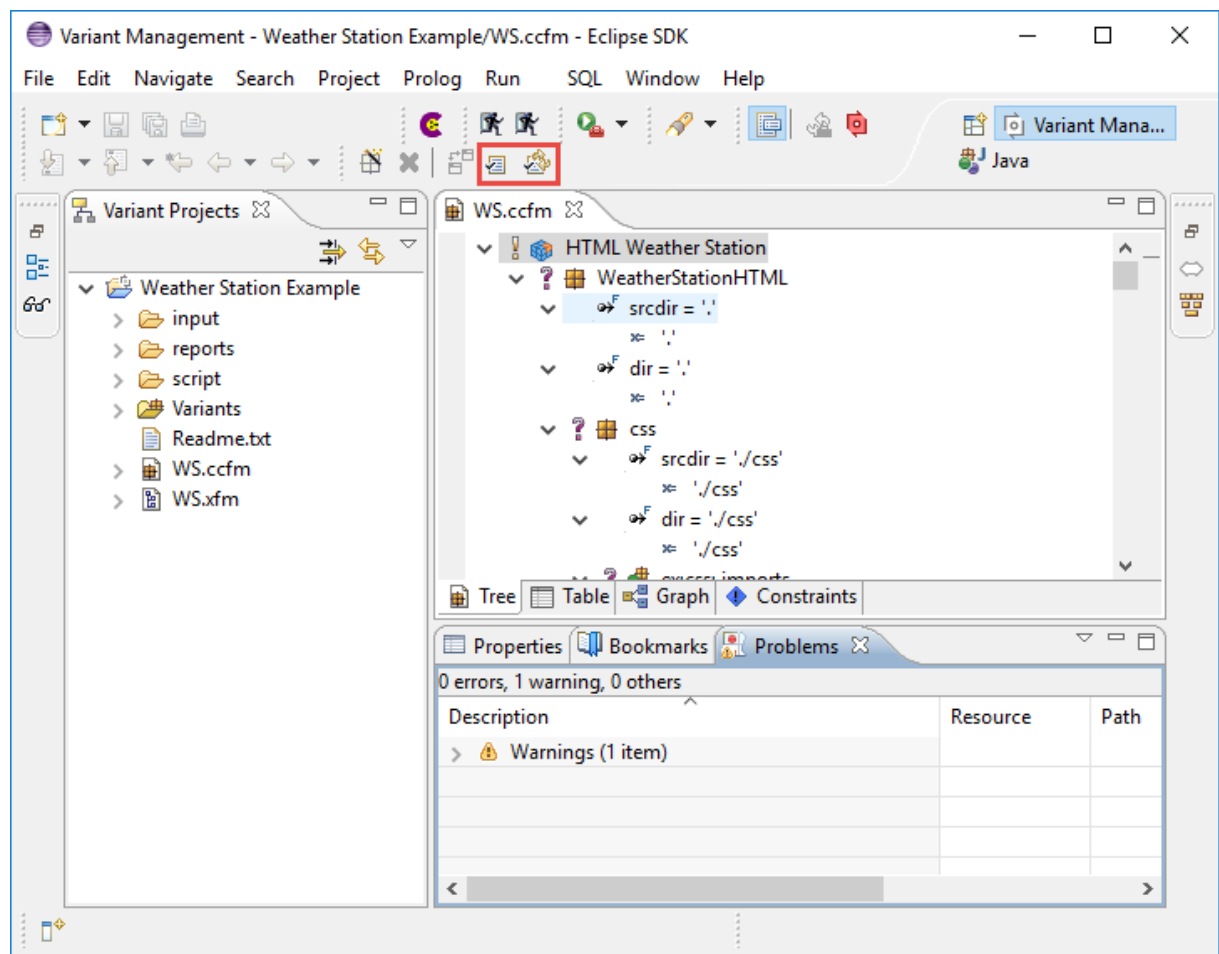 Variant Management - Weather Station Example/WS.ccfm - Eclipse SDK
File Edit Navigate Search Project Prolog Run SQL Window Help
Variant Mana...
Java
Variant Projects
Weather Station Example
input
reports
script
Variants
Readme.txt
WS.ccfm
WS.xfm
WS.ccfm
HTML Weather Station
WeatherStationHTML
srcdir = '.'
'.'
dir = '.'
'.'
css
srcdir = './css'
'./css'
dir = './css'
'./css'
Tree Table Graph Constraints
Properties Bookmarks Problems
0 errors, 1 warning, 0 others
Description Resource Path
Warnings (1 item)